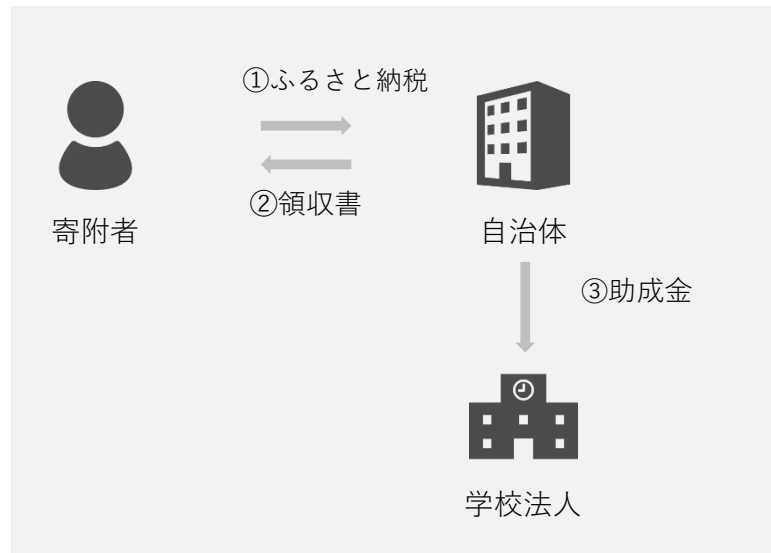 ①ふるさと納税
②領収書
寄附者
自治体
③助成金
学校法人